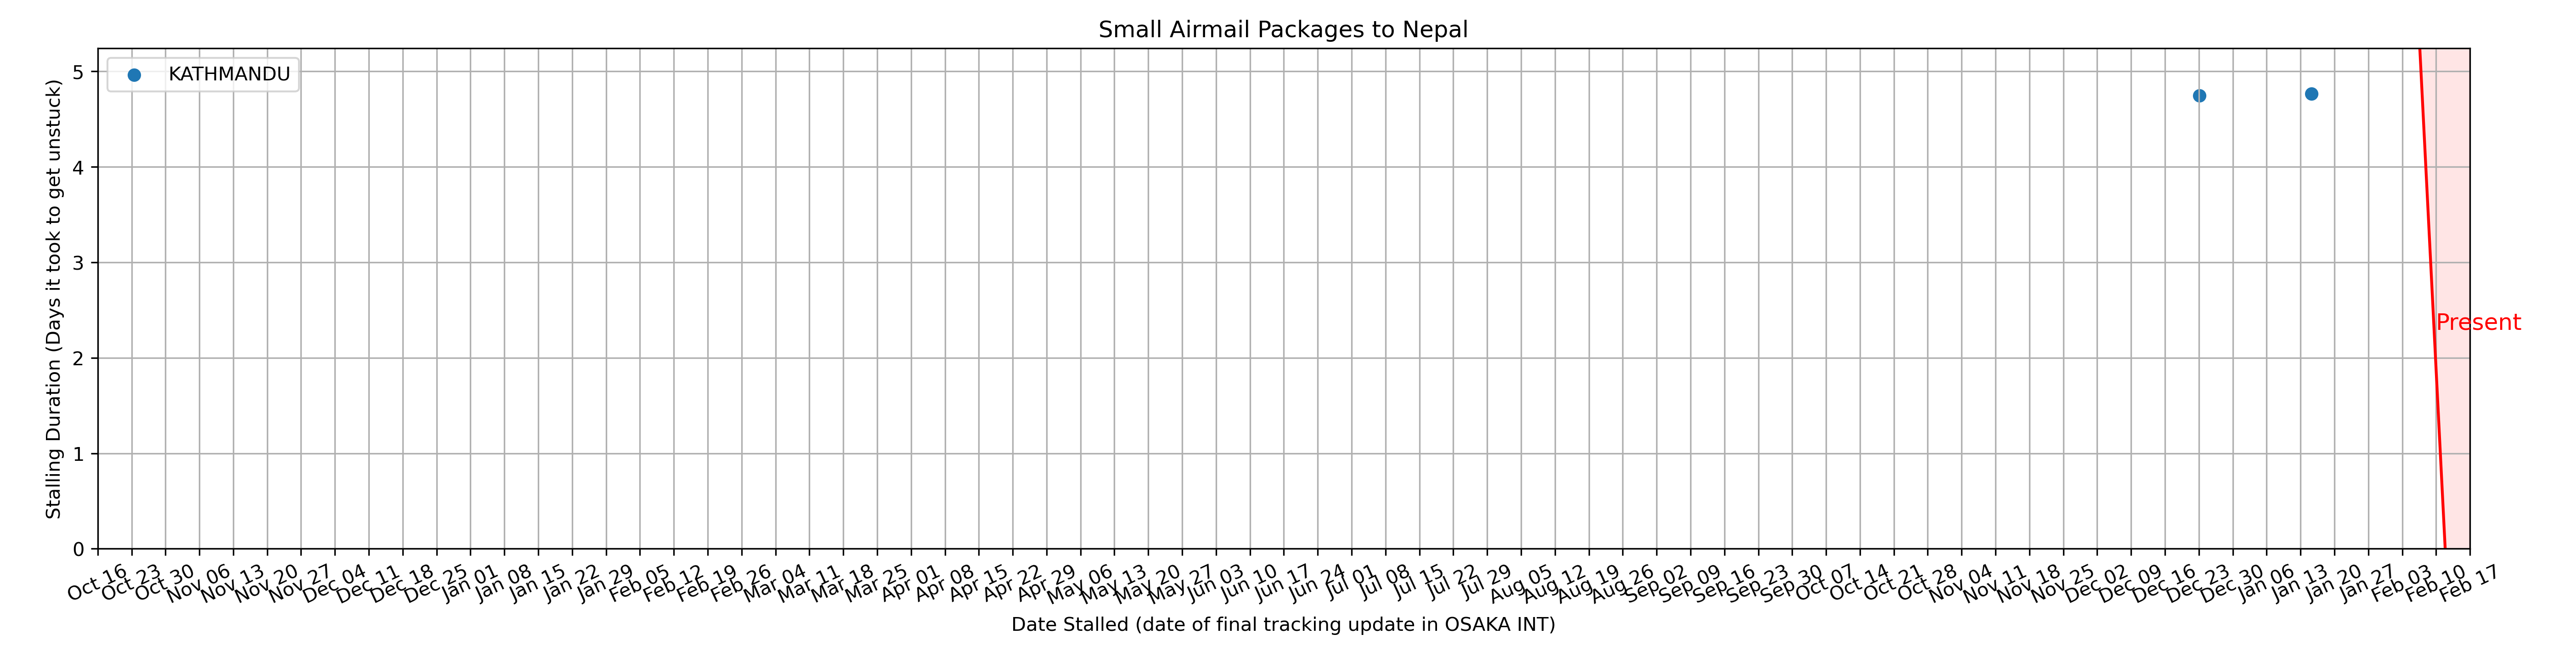 Small Airmail Packages to Nepal
KATHMANDU
Stalling Duration (Days it took to get unstuck)
5
4
3
2
1
0
Present
Oct 16 Oct 23 Oct 30 Nov 06 Nov 13 Nov 20 Nov 27 Dec 04 Dec 11 Dec 18 Dec 25 Jan 01 Jan 08 Jan 15 Jan 22 Jan 29 Feb 05 Feb 12 Feb 19 Feb 26 Mar 04 Mar 11 Mar 18 Mar 25 Apr 01 Apr 08 Apr 15 Apr 22 Apr 29 May 06 May 13 May 20 May 27 Jun 03 Jun 10 Jun 17 Jun 24 Jul 01 Jul 08 Jul 15 Jul 22 Jul 29 Aug 05 Aug 12 Aug 19 Aug 26 Sep 02 Sep 09 Sep 16 Sep 23 Sep 30 Oct 07 Oct 14 Oct 21 Oct 28 Nov 04 Nov 11 Nov 18 Nov 25 Dec 02 Dec 09 Dec 16 Dec 23 Dec 30 Jan 06 Jan 13 Jan 20 Jan 27 Feb 03 Feb 10 Feb 17
Date Stalled (date of final tracking update in OSAKA INT)